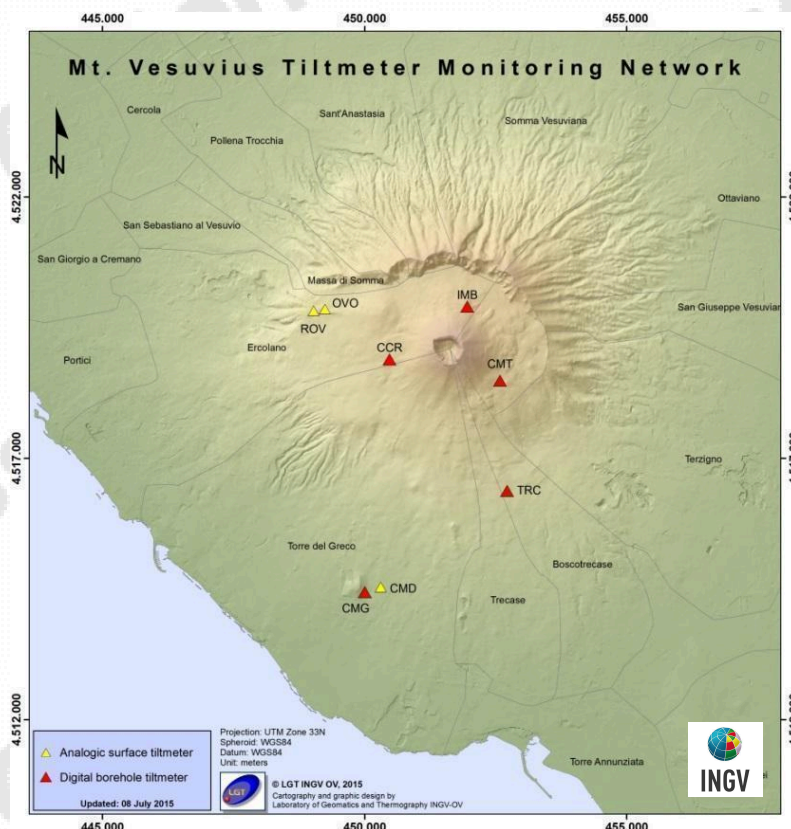 445.000 450.000 455.000
Mt. Vesuvius Tiltmeter Monitoring Network
Cercola
Sant'Anastasia
Somma Vesuviana
Pollena Trocchia
N
4.522.000
Ottaviano
San Sebastiano al Vesuvio
San Giorgio a Cremano
Massa di Somma
IMB
OVO
San Giuseppe Vesuvian
ROV
Ercolano
CCR
Portici
CMT
4.517.000
Terzigno
TRC
Torre del Greco
Boscotrecase
CMD
Trecase
CMG
4.512.000
Projection: UTM Zone 33N
Spheroid: WGS84
Datum: WGS84
Unit: meters
Analogic surface tiltmeter
Digital borehole tiltmeter
Updated: 08 July 2015
LGT
© LGT INGV OV, 2015
Cartography and graphic design by
Laboratory of Geomatics and Thermography INGV-OV
Torre Annunziata
INGV
ei
445.000 450.000 455.000